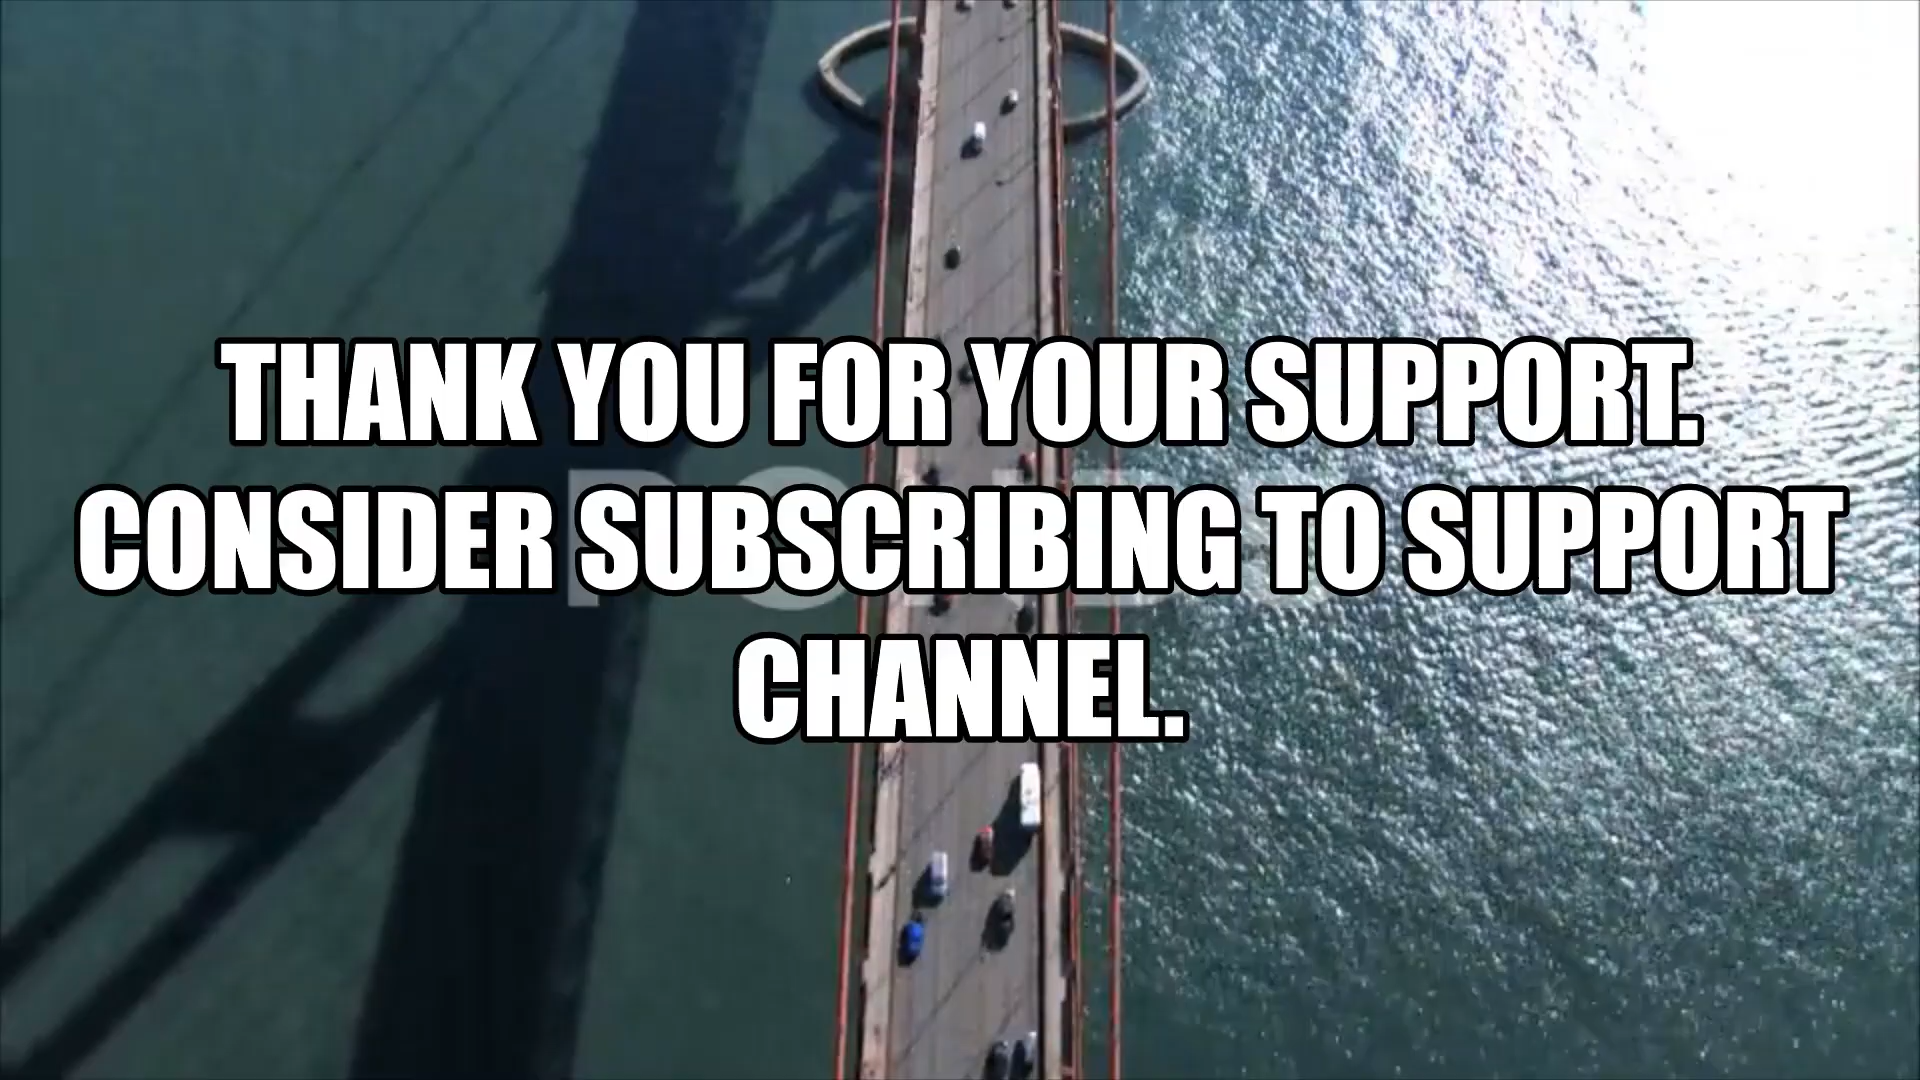 THANK YOU FOR YOUR SUPPORT.
CONSIDER SUBSCRIBING TO SUPPORT
CHANNEL.